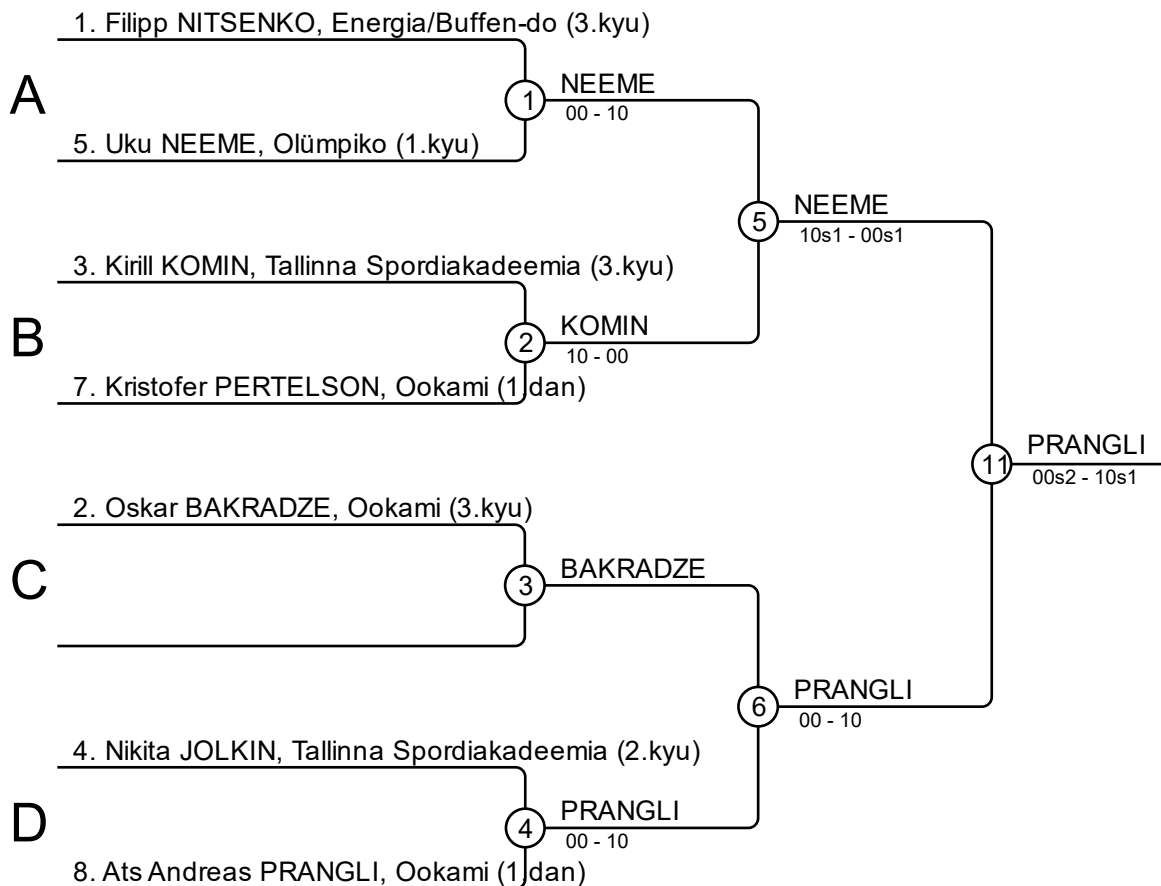 1. Filipp NITSENKO, Energia/Buffen-do (3.kyu)
A
1 NEEME
00 - 10
5. Uku NEEME, Olümpiko (1.kyu)
5 NEEME
10s1 - 00s1
3. Kirill KOMIN, Tallinna Spordiakadeemia (3.kyu)
B
2 KOMIN
10 - 00
7. Kristofer PERTELSON, Ookami (1.dan)
11 PRANGLI
00s2 - 10s1
2. Oskar BAKRADZE, Ookami (3.kyu)
C
3 BAKRADZE
6 PRANGLI
00 - 10
4. Nikita JOLKIN, Tallinna Spordiakadeemia (2.kyu)
D
4 PRANGLI
00 - 10
8. Ats Andreas PRANGLI, Ookami (1.dan)